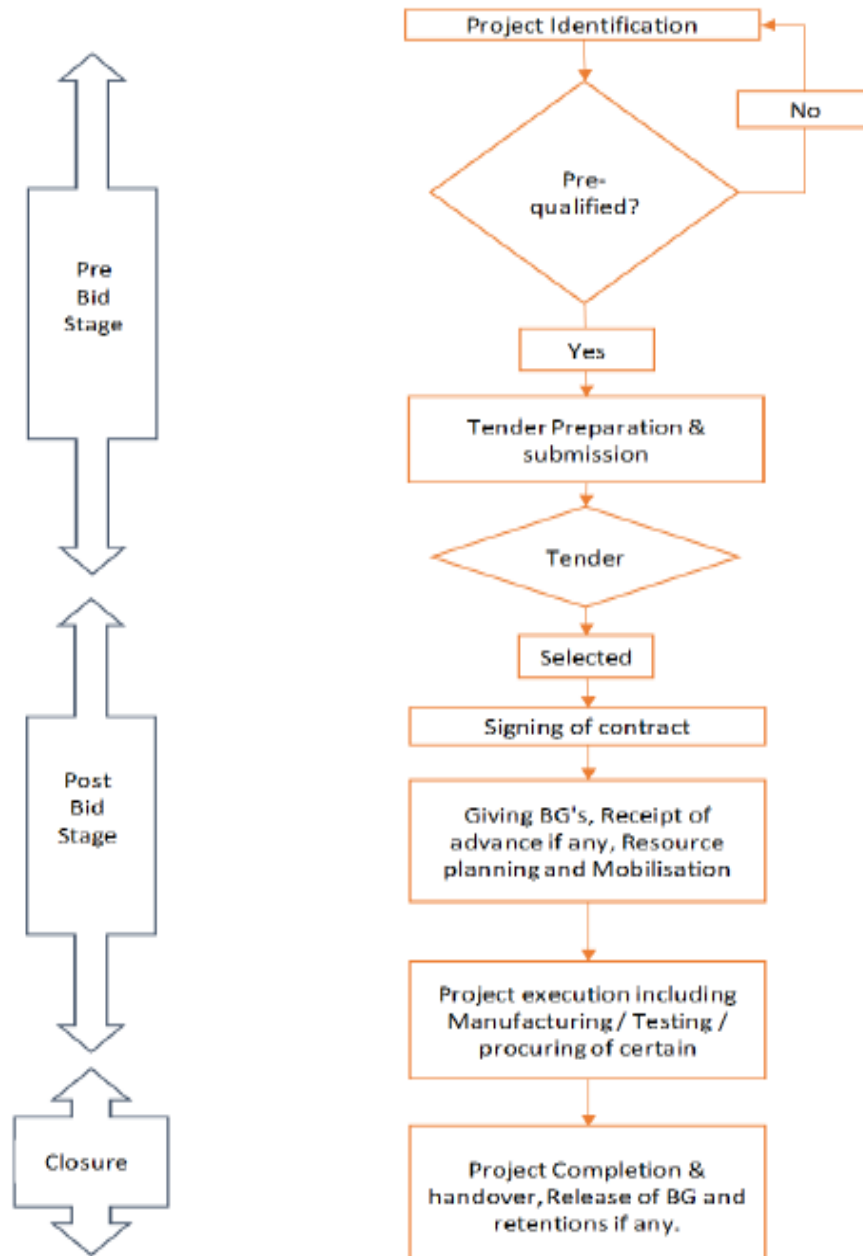 Project Identification
No
Pre-
qualified?
Pre
Bid
Stage
Yes
Tender Preparation &
submission
Tender
Selected
Signing of contract
Post
Bid
Stage
Giving BG's, Receipt of
advance if any, Resource
planning and Mobilisation
Project execution including
Manufacturing / Testing /
procuring of certain
Closure
Project Completion &
handover, Release of BG and
retentions if any.